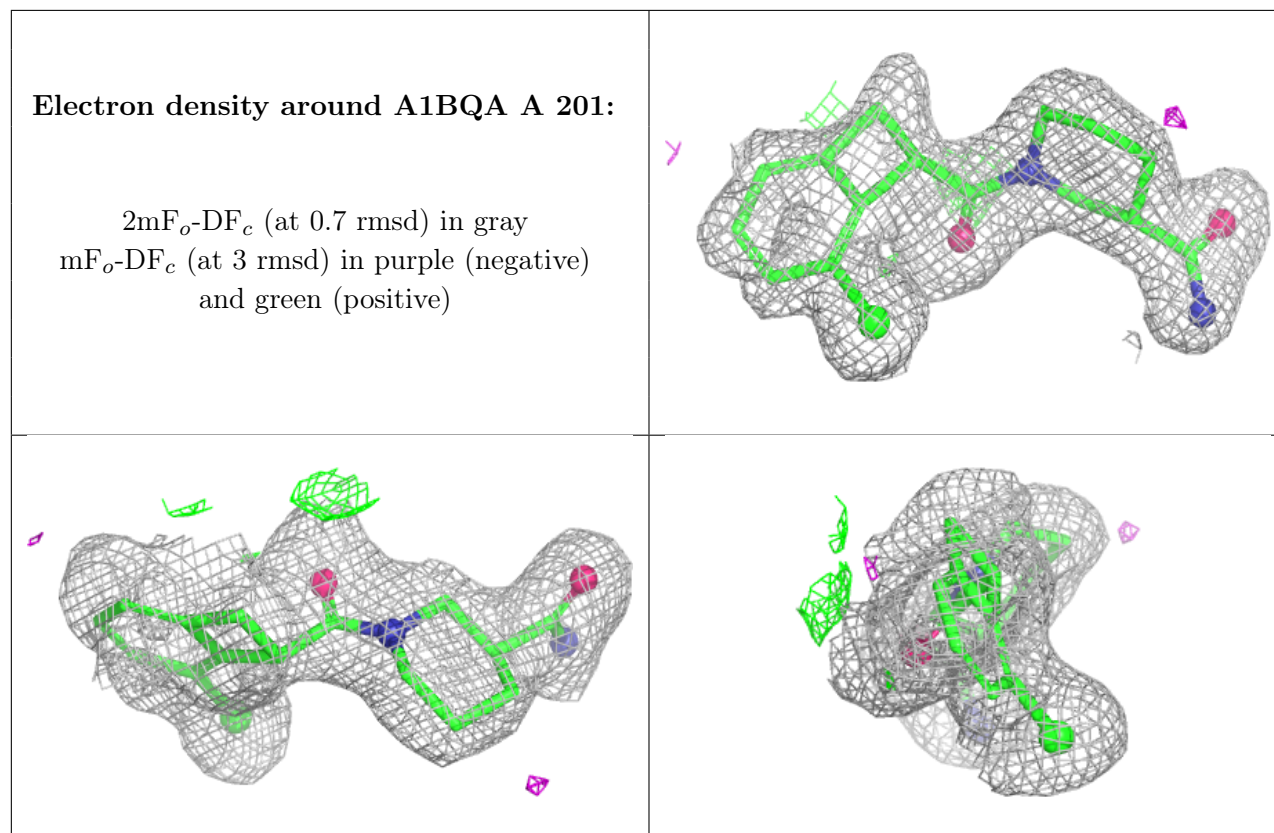 Electron density around A1BQA A 201:
2mFo-DFc (at 0.7 rmsd) in gray
mFo-DFc (at 3 rmsd) in purple (negative)
and green (positive)